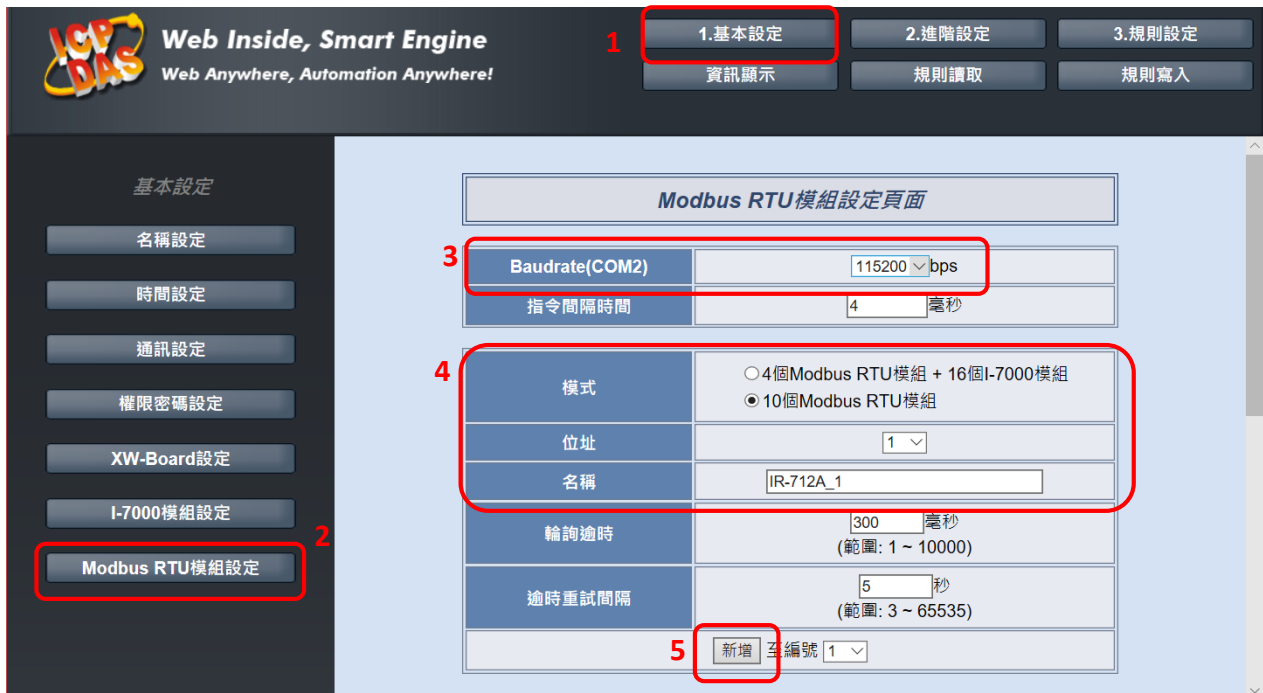 ICP DAS
Web Inside, Smart Engine
Web Anywhere, Automation Anywhere!
1
1.基本設定
2.進階設定
3.規則設定
資訊顯示
規則讀取
規則寫入
基本設定
名稱設定
時間設定
通訊設定
權限密碼設定
XW-Board設定
I-7000模組設定
2
Modbus RTU模組設定
Modbus RTU模組設定頁面
3
Baudrate(COM2)
115200 bps
指令間隔時間
4 毫秒
4
模式
4個Modbus RTU模組 + 16個I-7000模組
10個Modbus RTU模組
位址
1
名稱
IR-712A_1
輪詢逾時
300 毫秒
(範圍: 1 ~ 10000)
逾時重試間隔
5 秒
(範圍: 3 ~ 65535)
5
新增 至編號 1